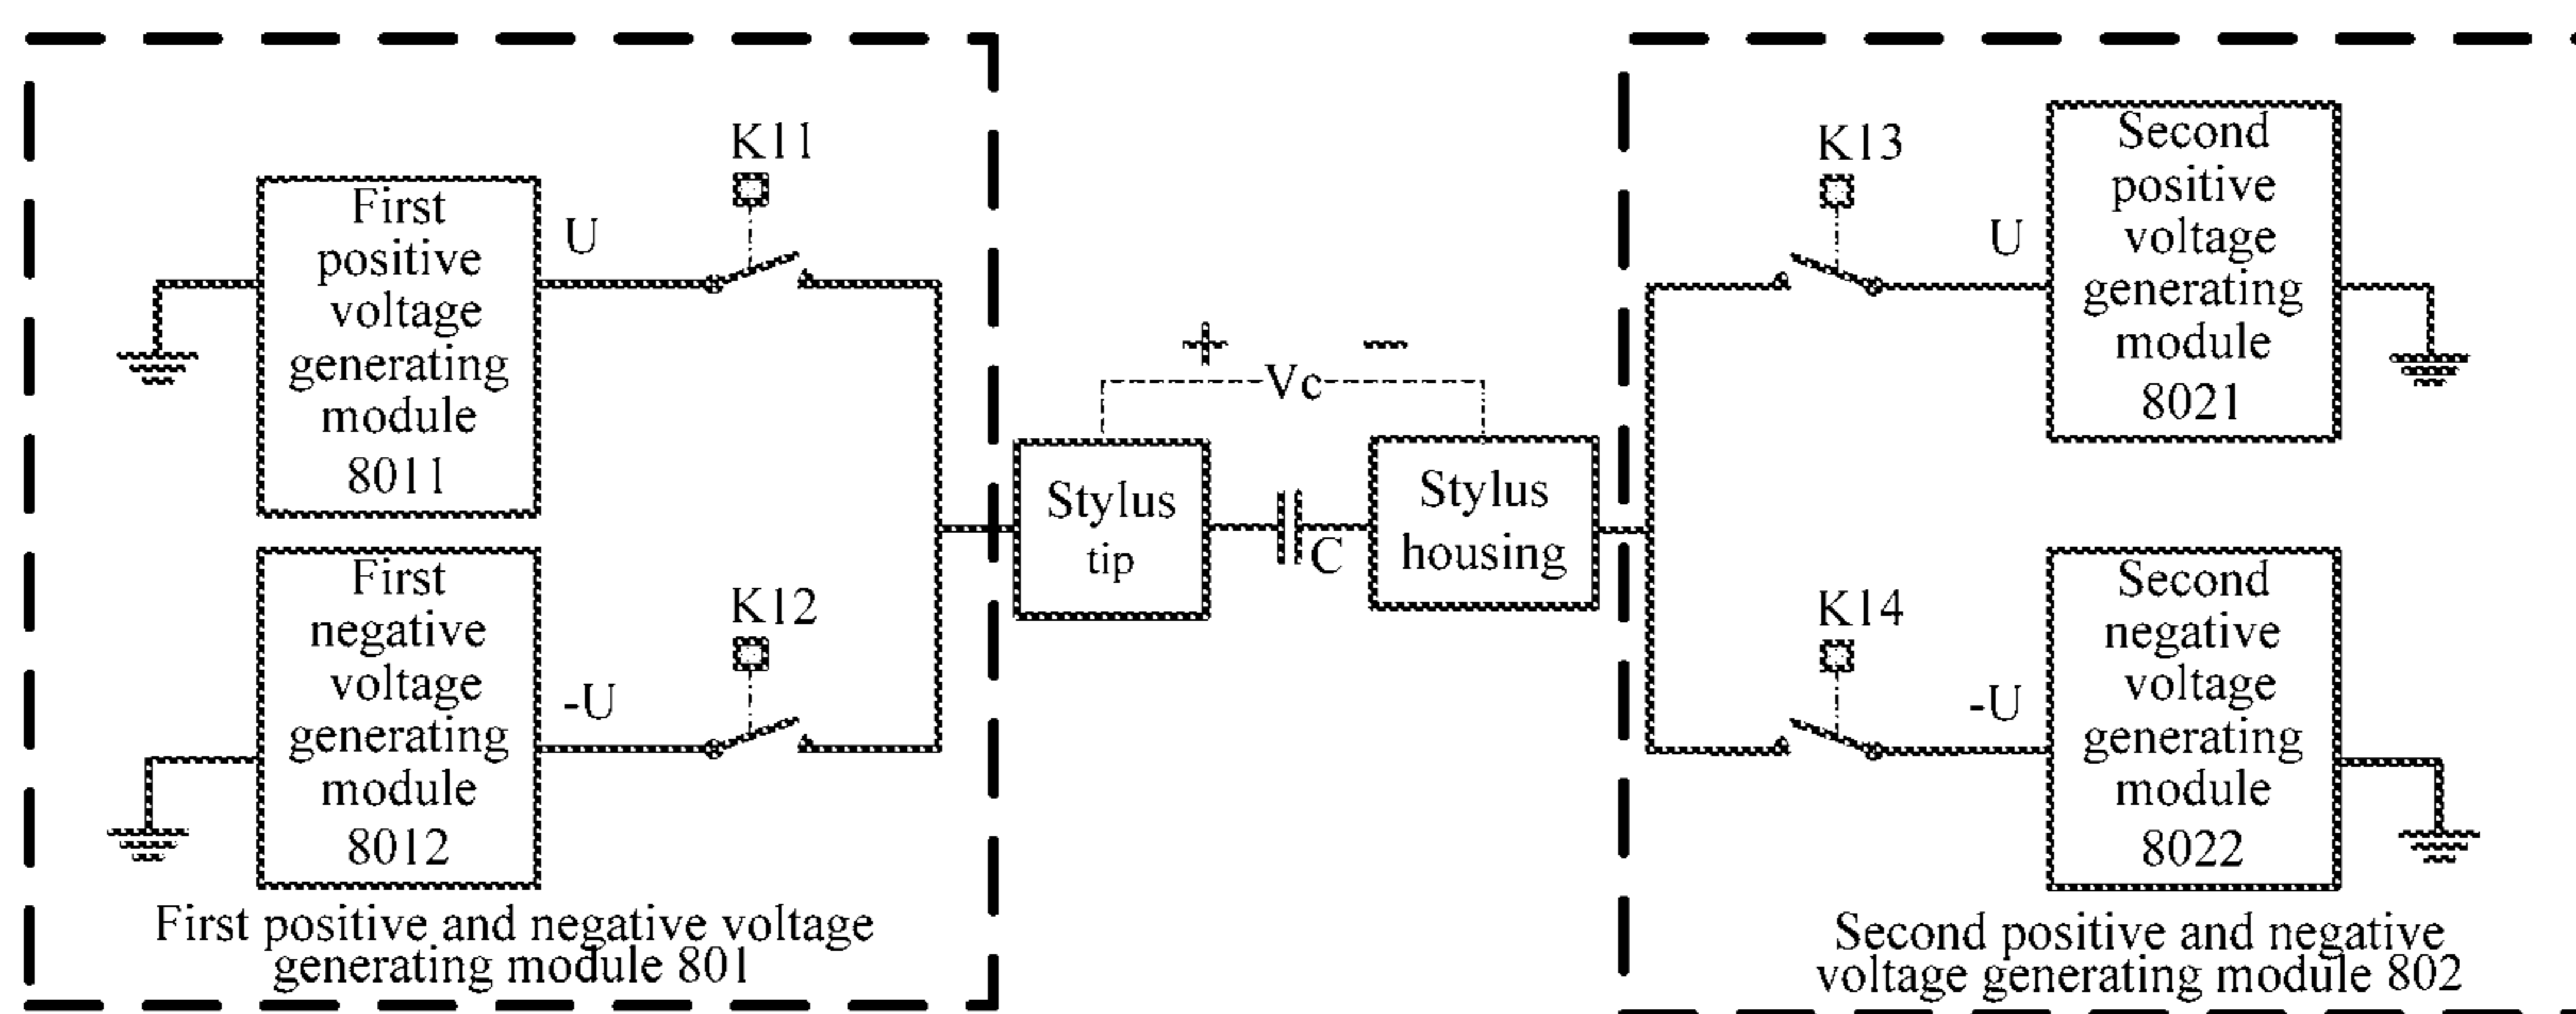 K11
First
positive
voltage
generating
module
8011
U
K12
First
negative
voltage
generating
module
8012
-U
First positive and negative voltage
generating module 801
+
−
Vc
Stylus
tip
C
Stylus
housing
K13
U
Second
positive
voltage
generating
module
8021
K14
-U
Second
negative
voltage
generating
module
8022
Second positive and negative
voltage generating module 802